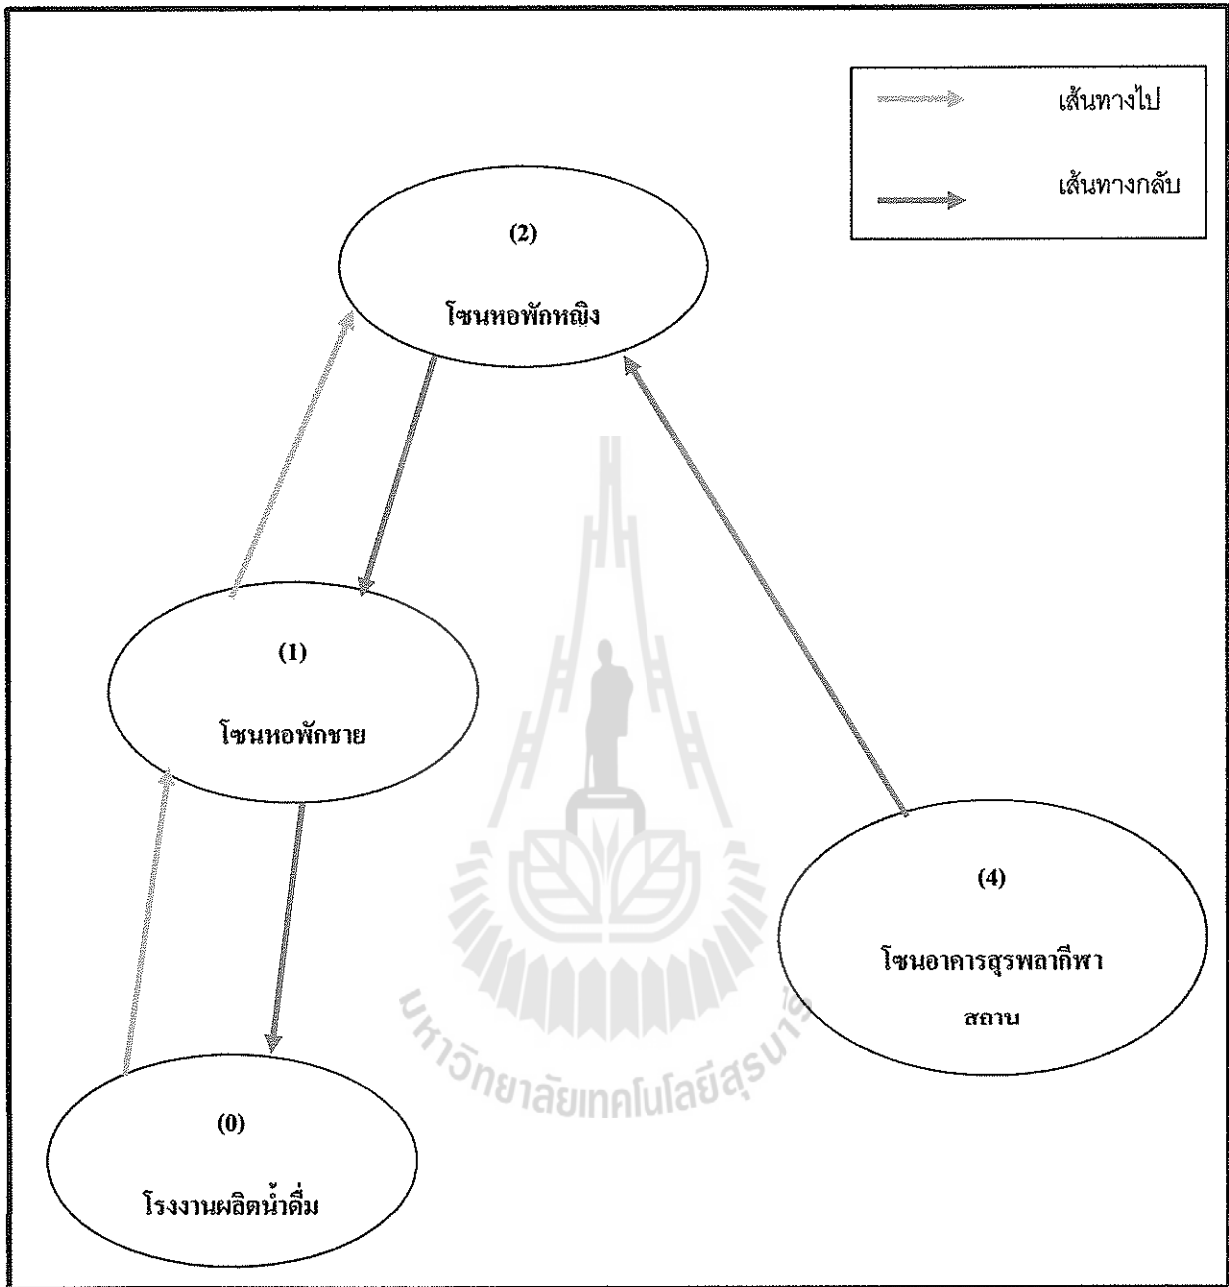 เส้นทางไป
เส้นทางกลับ
(2)
โซนหอพักหญิง
(1)
โซนหอพักชาย
(4)
โซนอาคารสุรพลากีฬา
สถาน
(0)
โรงงานผลิตน้ำดื่ม
มหาวิทยาลัยเทคโนโลยีสุรนารี